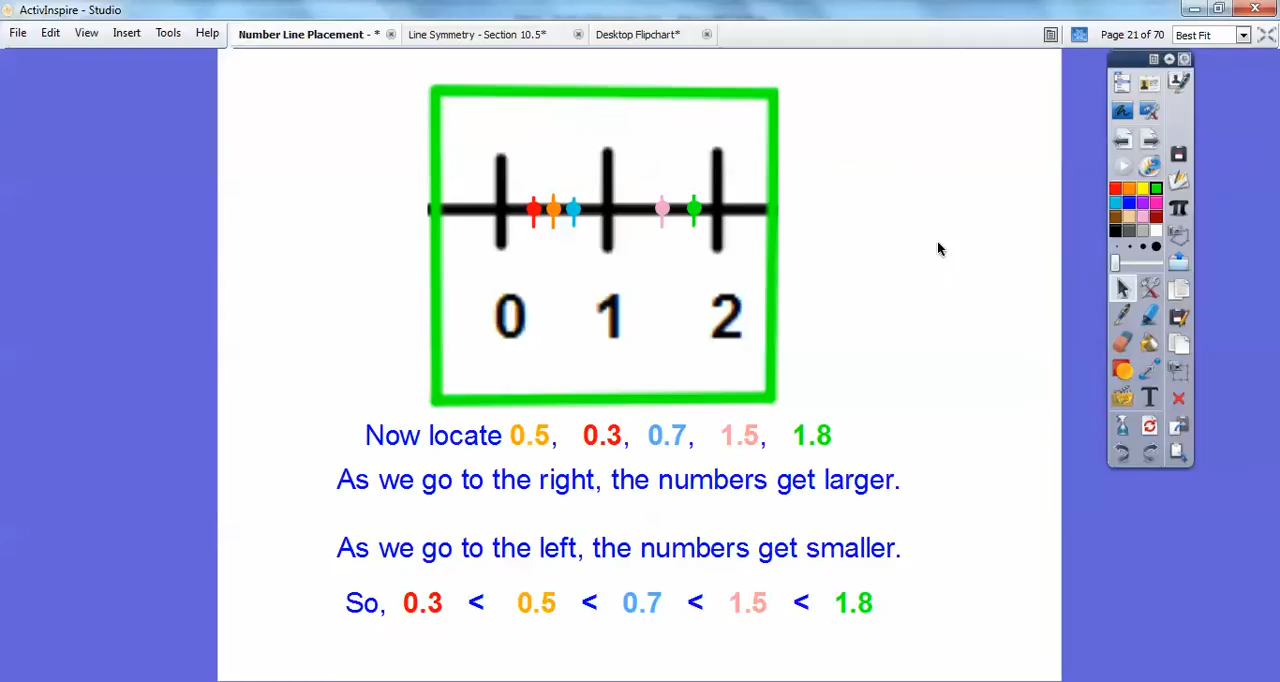 ActivInspire - Studio
File Edit View Insert Tools Help Number Line Placement - * Line Symmetry - Section 10.5* Desktop Flipchart* Page 21 of 70 Best Fit
0 1 2
Now locate 0.5, 0.3, 0.7, 1.5, 1.8
As we go to the right, the numbers get larger.
As we go to the left, the numbers get smaller.
So, 0.3 < 0.5 < 0.7 < 1.5 < 1.8